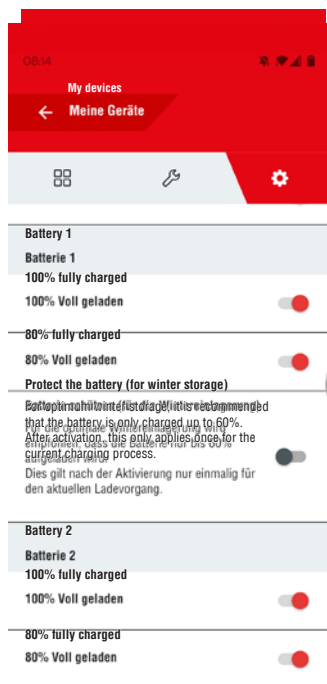 08:14
My devices
Meine Geräte
Battery 1
Batterie 1
100% fully charged
100% Voll geladen
80% fully charged
80% Voll geladen
Protect the battery (for winter storage)
For optimum winter storage, it is recommended
that the battery is only charged up to 60%.
After activation, this only applies once for the
current charging process.
Dies gilt nach der Aktivierung nur einmalig für
den aktuellen Ladevorgang.
Battery 2
Batterie 2
100% fully charged
100% Voll geladen
80% fully charged
80% Voll geladen